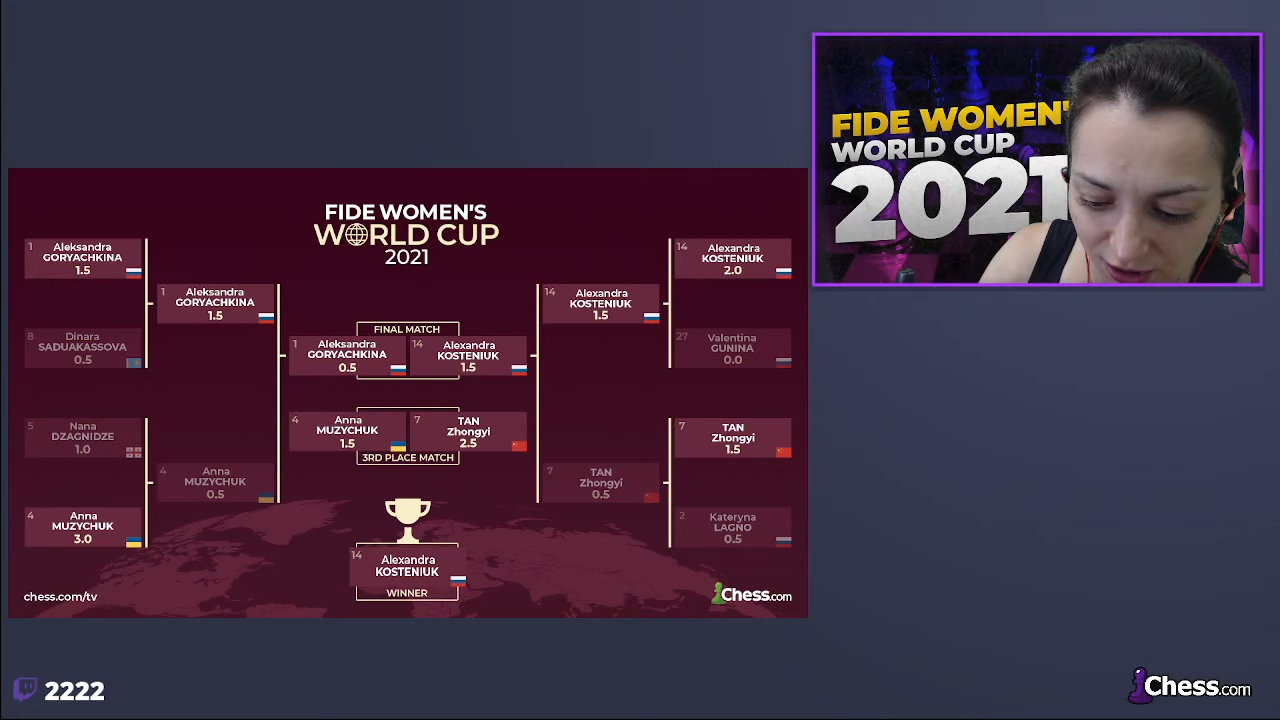 FIDE WOMEN'S
WORLD CUP
2021
1
Aleksandra
GORYACHKINA
1.5
8
Dinara
SADUAKASSOVA
0.5
5
Nana
DZAGNIDZE
1.0
4
Anna
MUZYCHUK
3.0
1
Aleksandra
GORYACHKINA
1.5
4
Anna
MUZYCHUK
0.5
FINAL MATCH
1
Aleksandra
GORYACHKINA
0.5
14
Alexandra
KOSTENIUK
1.5
4
Anna
MUZYCHUK
1.5
7
TAN
Zhongyi
2.5
3RD PLACE MATCH
14
Alexandra
KOSTENIUK
WINNER
14
Alexandra
KOSTENIUK
1.5
7
TAN
Zhongyi
0.5
14
Alexandra
KOSTENIUK
2.0
27
Valentina
GUNINA
0.0
7
TAN
Zhongyi
1.5
2
Kateryna
LAGNO
0.5
chess.com/tv
Chess.com
FIDE WOMEN'
WORLD CUP
2021
2222
Chess.com